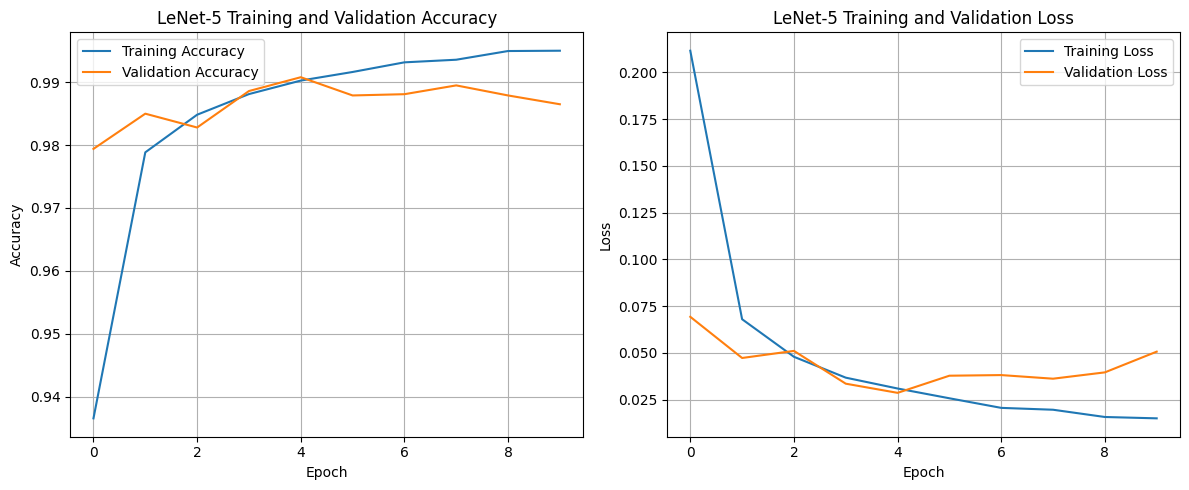 LeNet-5 Training and Validation Accuracy
Training Accuracy
Validation Accuracy
0.99
0.98
0.97
0.96
0.95
0.94
Accuracy
0 2 4 6 8
Epoch
LeNet-5 Training and Validation Loss
Training Loss
Validation Loss
0.200
0.175
0.150
0.125
0.100
0.075
0.050
0.025
Loss
0 2 4 6 8
Epoch